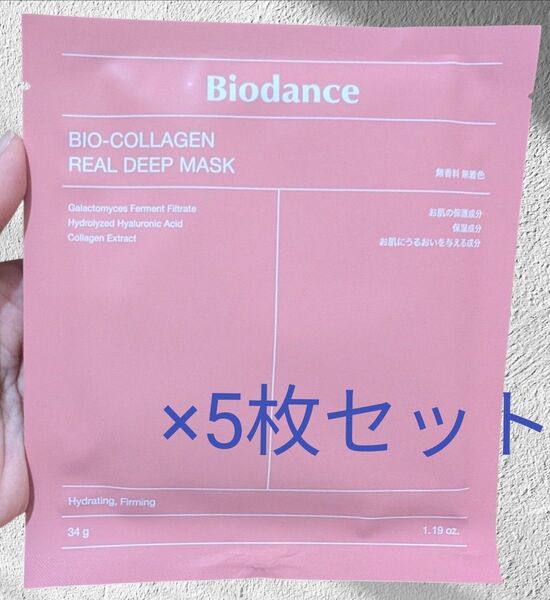 Biodance
BIO-COLLAGEN
REAL DEEP MASK
無香料 無着色
Galactomyces Ferment Filtrate
Hydrolyzed Hyaluronic Acid
Collagen Extract
お肌の保護成分
保湿成分
お肌にうるおいを与える成分
×5枚セット
Hydrating, Firming
34 g
1.19 oz.